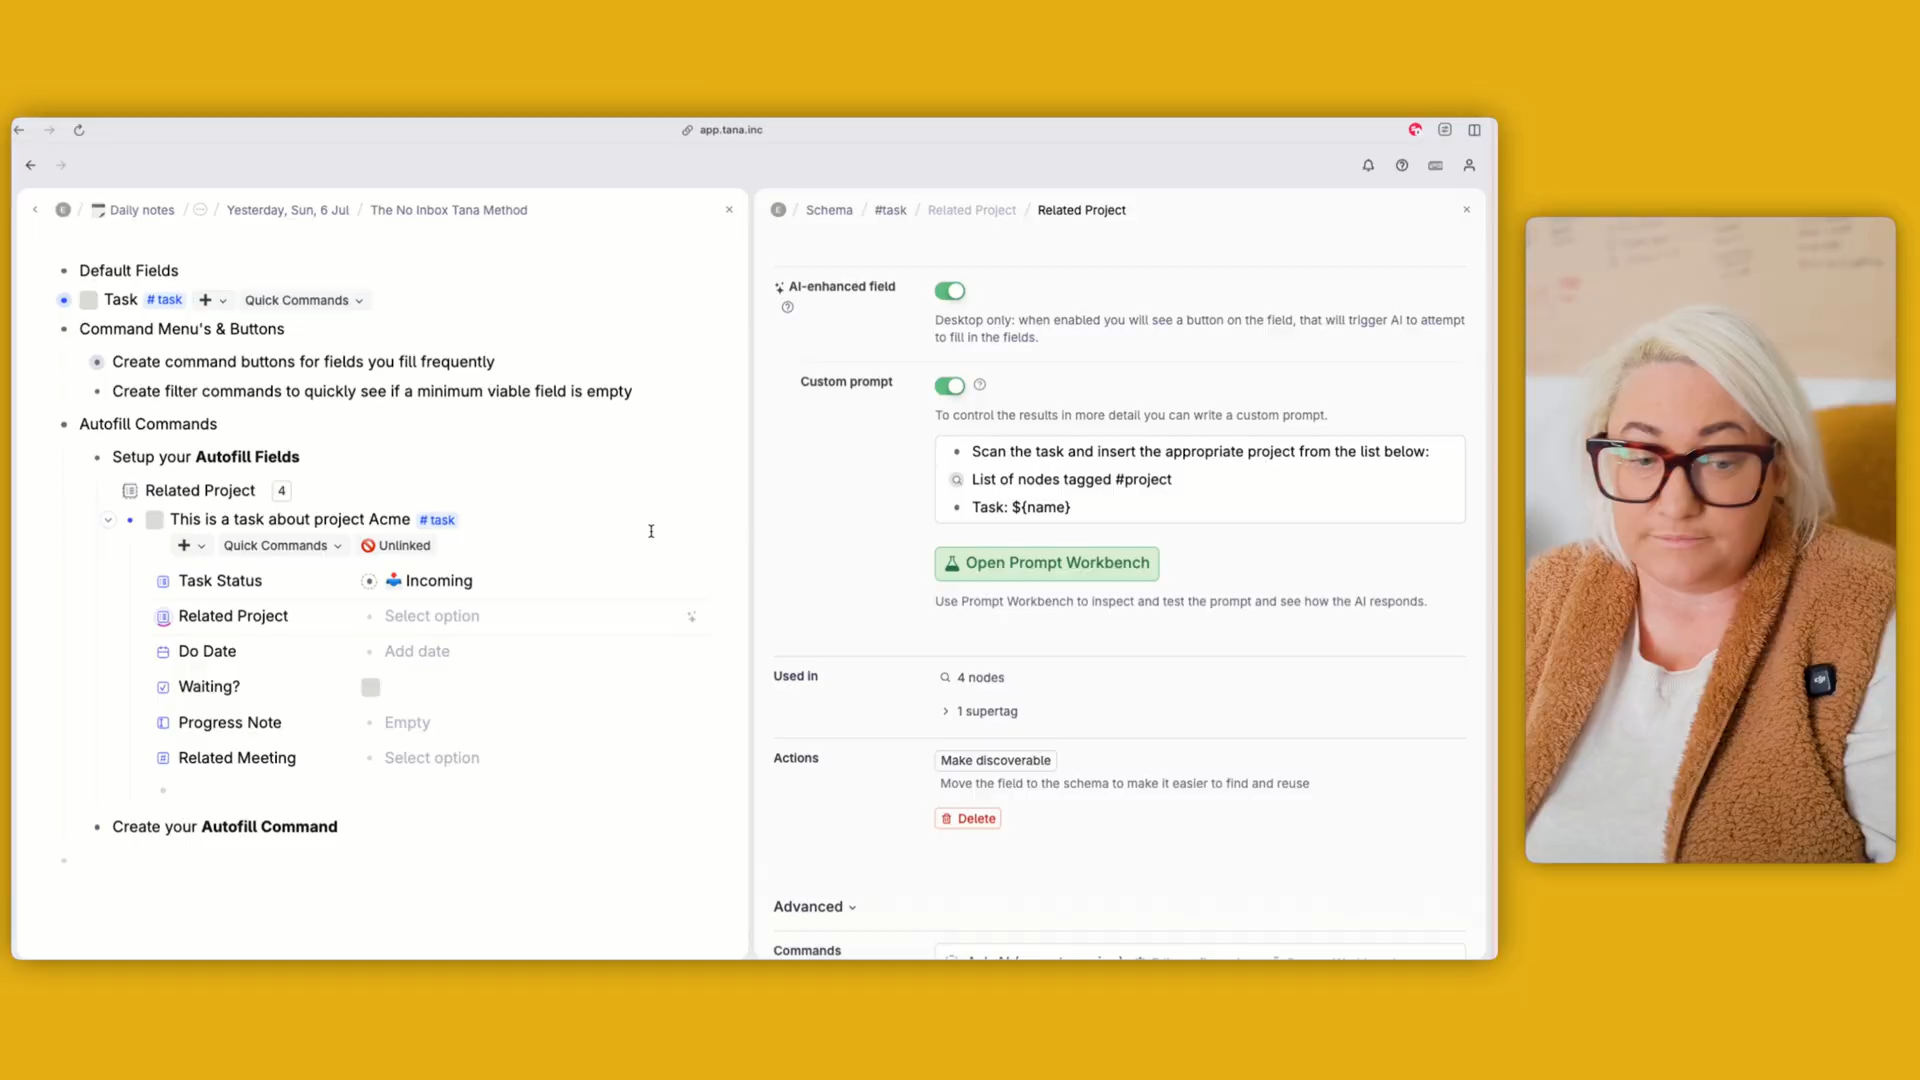 app.tana.inc
E / Daily notes / / Yesterday, Sun, 6 Jul / The No Inbox Tana Method
Default Fields
Task # task Quick Commands
Command Menu's & Buttons
Create command buttons for fields you fill frequently
Create filter commands to quickly see if a minimum viable field is empty
Autofill Commands
Setup your Autofill Fields
Related Project 4
This is a task about project Acme # task
Quick Commands Unlinked
Task Status Incoming
Related Project Select option
Do Date Add date
Waiting?
Progress Note Empty
Related Meeting Select option
Create your Autofill Command
E / Schema / #task / Related Project / Related Project
AI-enhanced field
Desktop only: when enabled you will see a button on the field, that will trigger AI to attempt
to fill in the fields.
Custom prompt
To control the results in more detail you can write a custom prompt.
Scan the task and insert the appropriate project from the list below:
List of nodes tagged #project
Task: ${name}
Open Prompt Workbench
Use Prompt Workbench to inspect and test the prompt and see how the AI responds.
Used in 4 nodes
1 supertag
Actions Make discoverable
Move the field to the schema to make it easier to find and reuse
Delete
Advanced
Commands